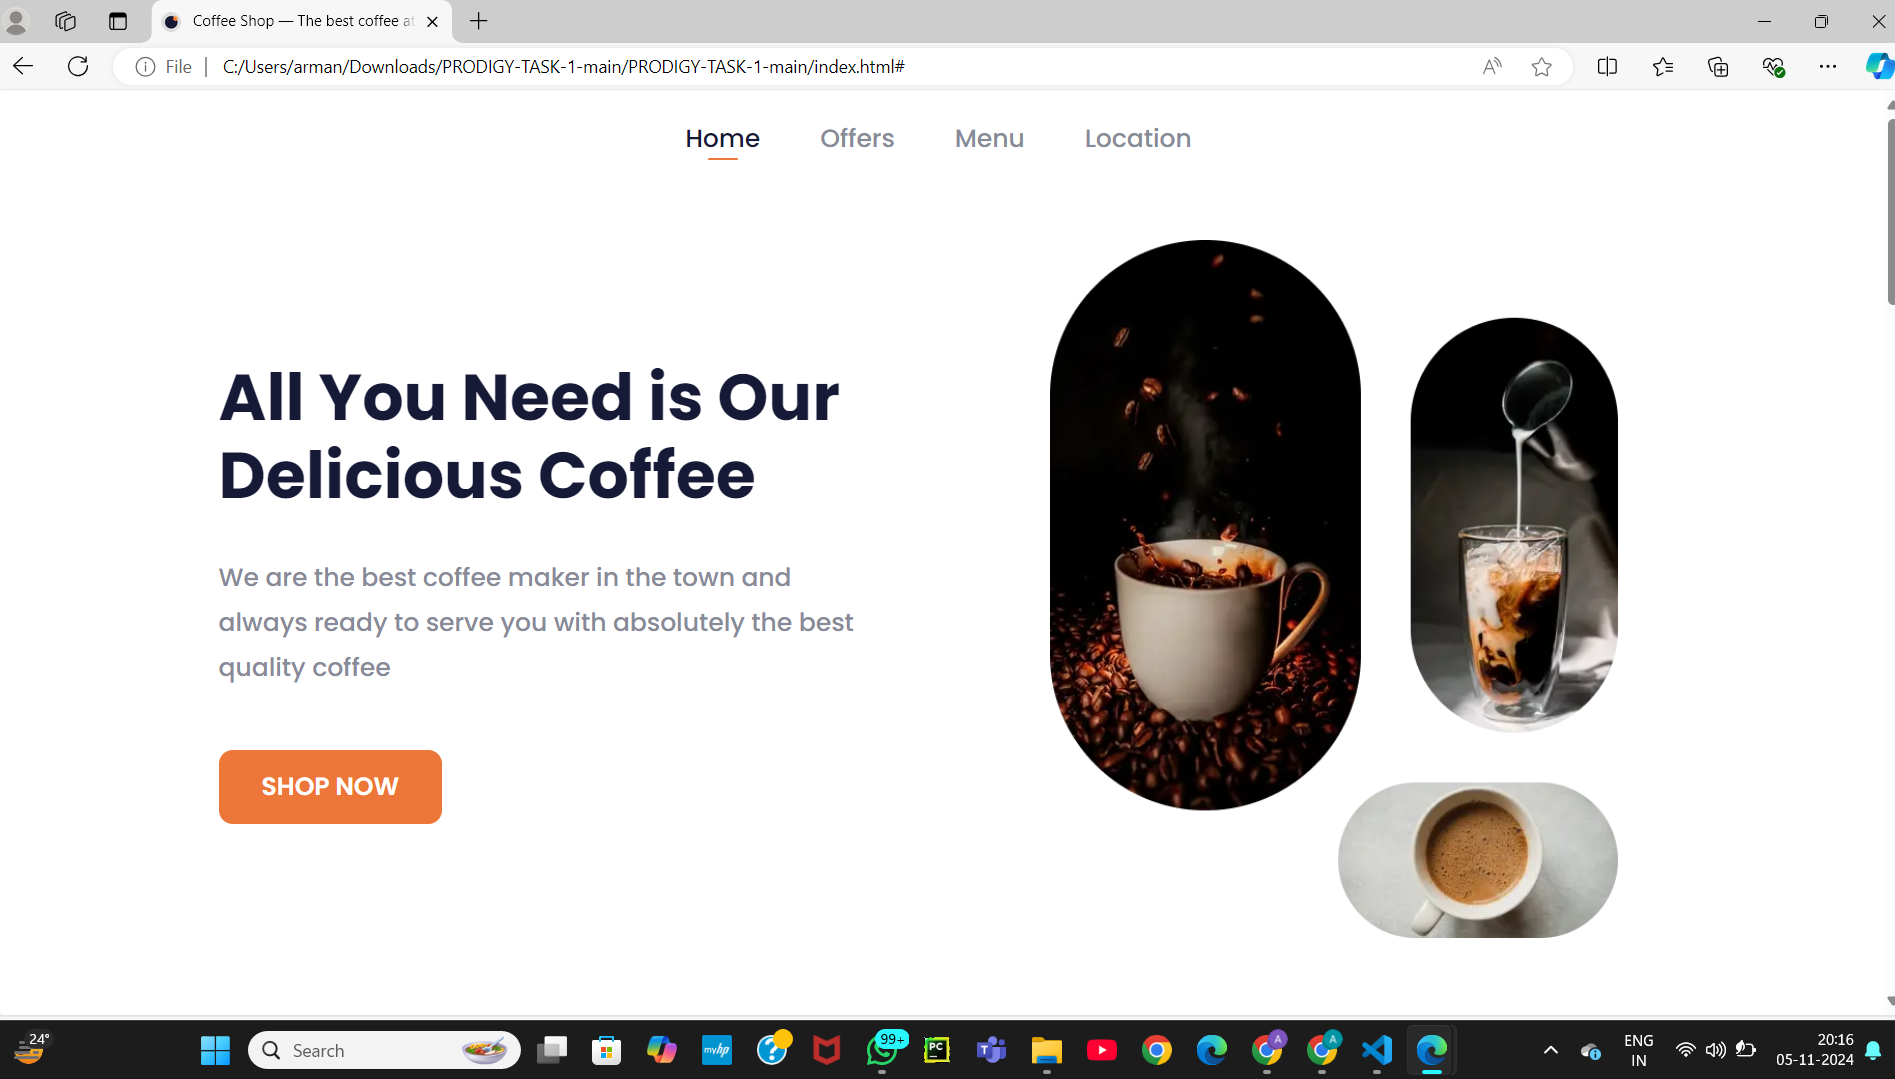 Coffee Shop — The best coffee at
File
C:/Users/arman/Downloads/PRODIGY-TASK-1-main/PRODIGY-TASK-1-main/index.html#
Home
Offers
Menu
Location
All You Need is Our
Delicious Coffee
We are the best coffee maker in the town and
always ready to serve you with absolutely the best
quality coffee
SHOP NOW
24°
Search
myhp
99+
PC
T
A
A
ENG
IN
20:16
05-11-2024